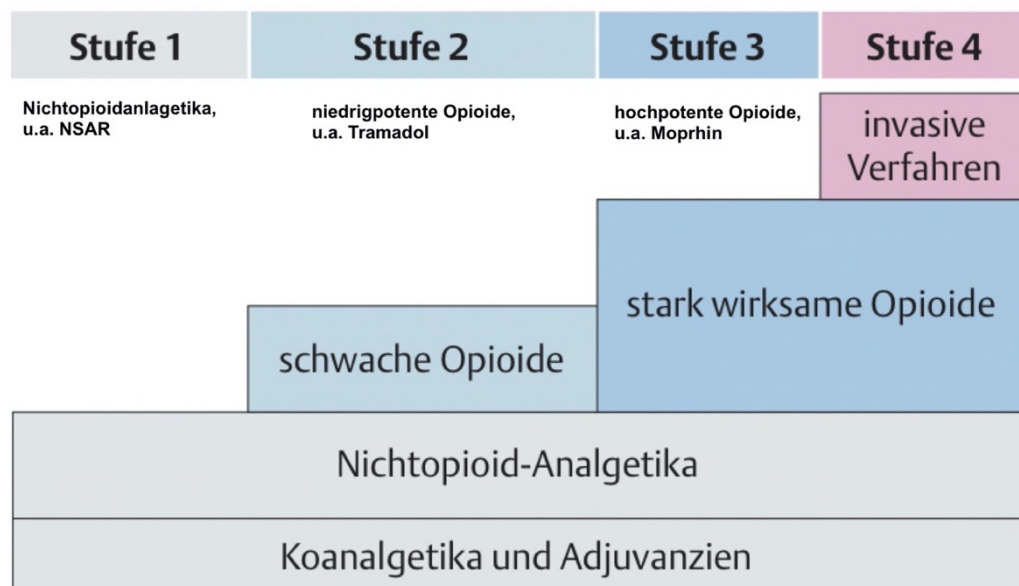 Stufe 1
Stufe 2
Stufe 3
Stufe 4
Nichtopioidanlagetika,
u.a. NSAR
niedrigpotente Opioide,
u.a. Tramadol
hochpotente Opioide,
u.a. Moprhin
invasive
Verfahren
stark wirksame Opioide
schwache Opioide
Nichtopioid-Analgetika
Koanalgetika und Adjuvanzien